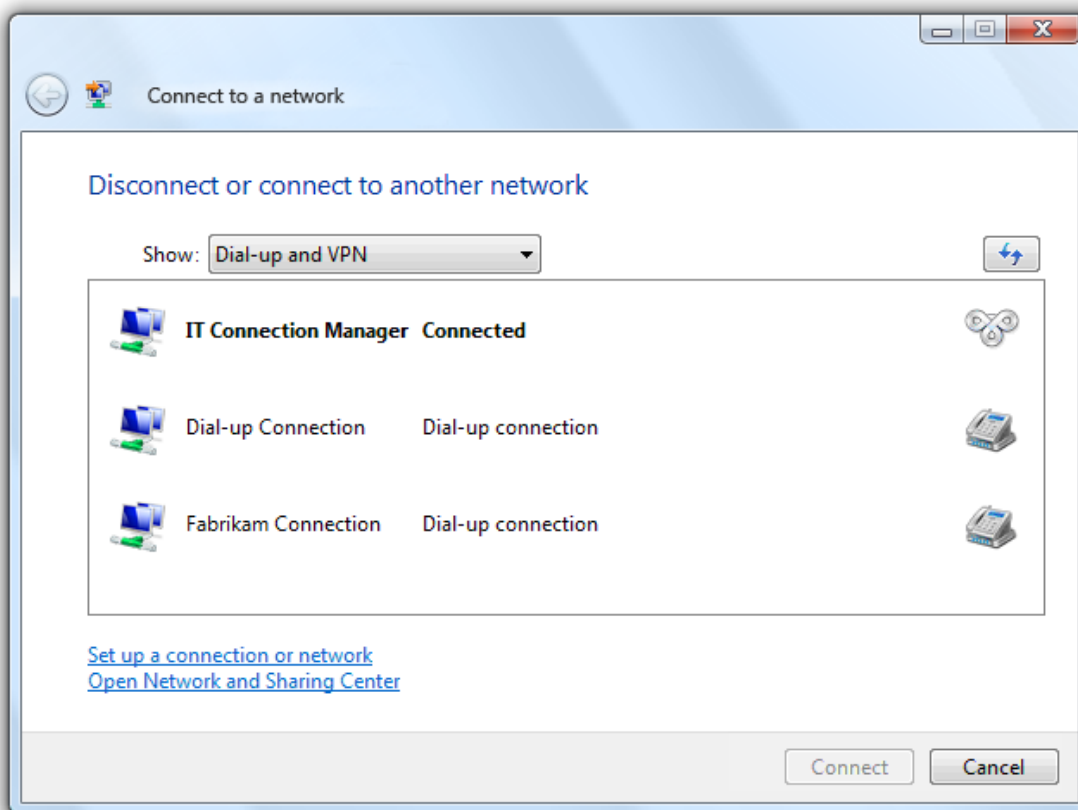 Connect to a network
Disconnect or connect to another network
Show: Dial-up and VPN
IT Connection Manager Connected
Dial-up Connection Dial-up connection
Fabrikam Connection Dial-up connection
Set up a connection or network
Open Network and Sharing Center
Connect Cancel